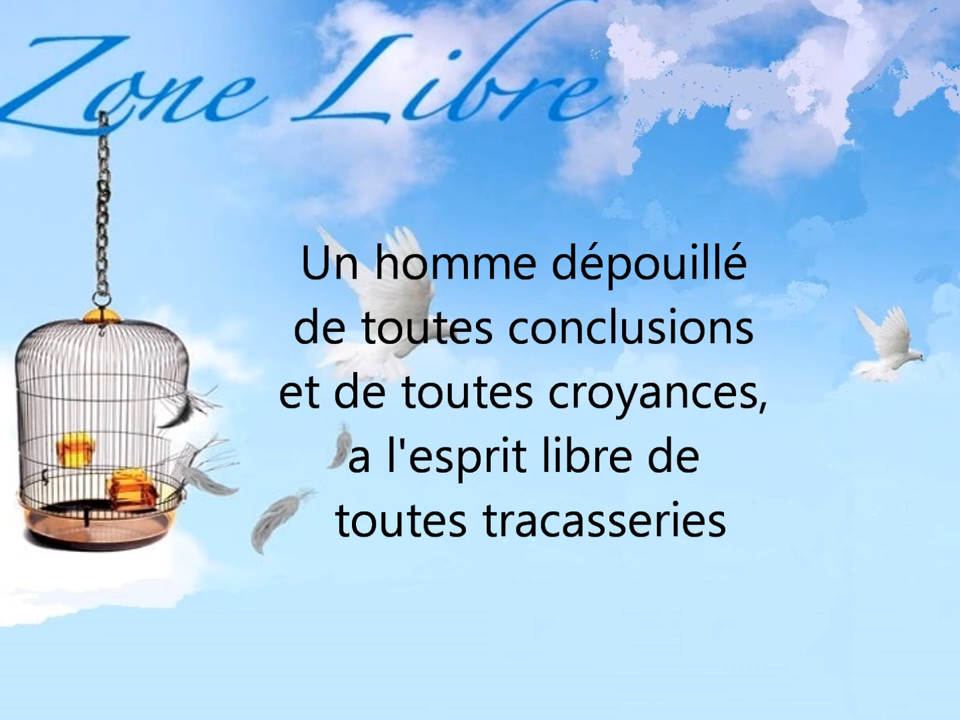 Zone Libre
Un homme dépouillé
de toutes conclusions
et de toutes croyances,
a l'esprit libre de
toutes tracasseries